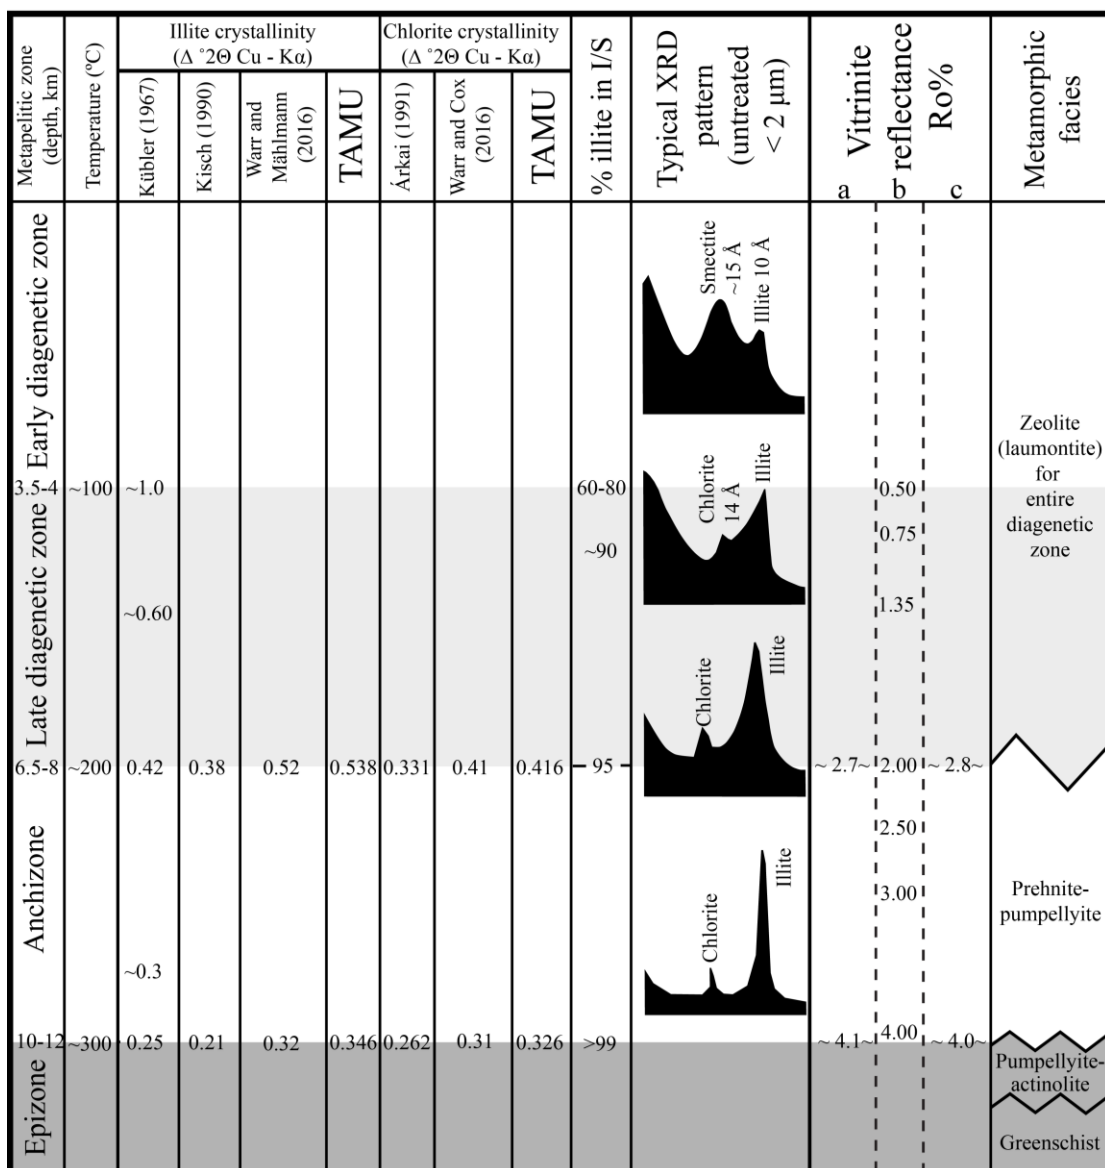 Metapelitic zone
(depth, km)
Temperature (ºC)
Illite crystallinity
(Δ °2Θ Cu - Kα)
Kübler (1967)
Kisch (1990)
Warr and
Mählmann
(2016)
TAMU
Chlorite crystallinity
(Δ °2Θ Cu - Kα)
Árkai (1991)
Warr and Cox
(2016)
TAMU
% illite in I/S
Typical XRD
pattern
(untreated
< 2 μm)
Vitrinite
reflectance
Ro%
a b c
Metamorphic
facies
Early diagenetic zone
Smectite
~15 Å
Illite 10 Å
Zeolite
(laumontite)
for
entire
diagenetic
zone
3.5-4 ~100 ~1.0 60-80 0.50
Late diagenetic zone
Chlorite
14 Å
Illite
0.75
~90
1.35
~0.60
Chlorite
Illite
6.5-8 ~200 0.42 0.38 0.52 0.538 0.331 0.41 0.416 95 ~ 2.7~ 2.00 ~ 2.8~
Anchizone
2.50
3.00
Chlorite
Illite
Prehnite-
pumpellyite
~0.3
4.00
10-12 ~300 0.25 0.21 0.32 0.346 0.262 0.31 0.326 >99 ~ 4.1~ ~ 4.0~
Epizone
Pumpellyite-
actinolite
Greenschist